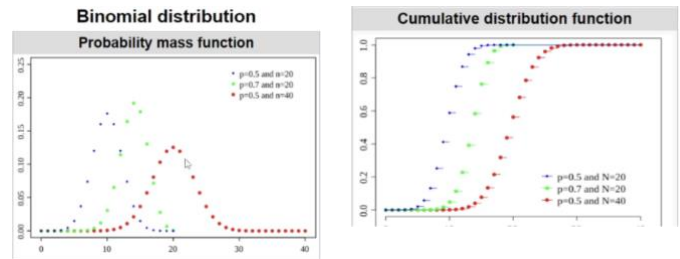 Binomial distribution
Probability mass function
0.25
0.20
0.15
0.10
0.05
0.00
p=0.5 and n=20
p=0.7 and n=20
p=0.5 and n=40
0 10 20 30 40
Cumulative distribution function
1.0
0.8
0.6
0.4
0.2
0.0
p=0.5 and N=20
p=0.7 and N=20
p=0.5 and N=40